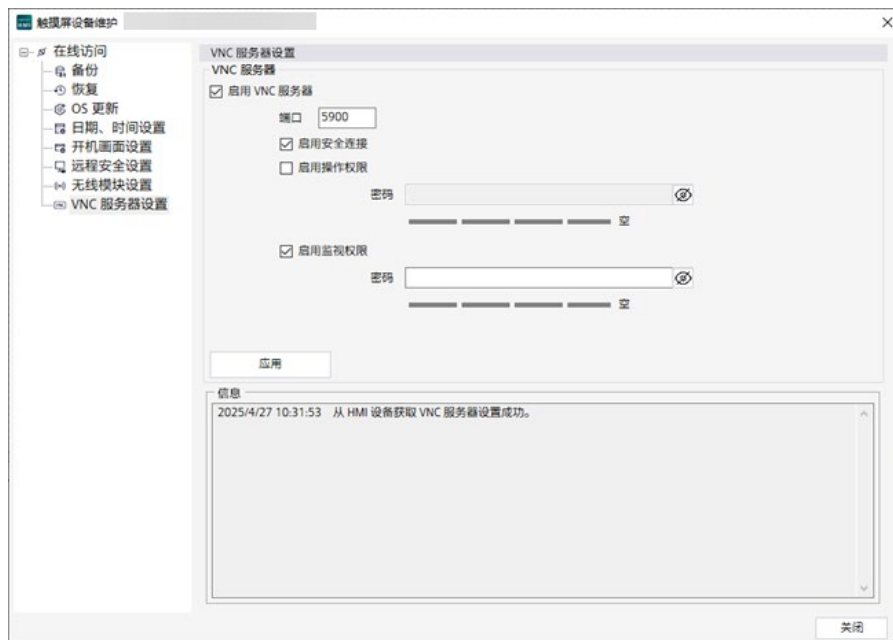 触摸屏设备维护
在线访问
备份
恢复
OS 更新
日期、时间设置
开机画面设置
远程安全设置
无线模块设置
VNC 服务器设置
VNC 服务器设置
VNC 服务器
启用 VNC 服务器
端口 5900
启用安全连接
启用操作权限
密码
空
启用监视权限
密码
空
应用
信息
2025/4/27 10:31:53 从 HMI 设备获取 VNC 服务器设置成功。
关闭